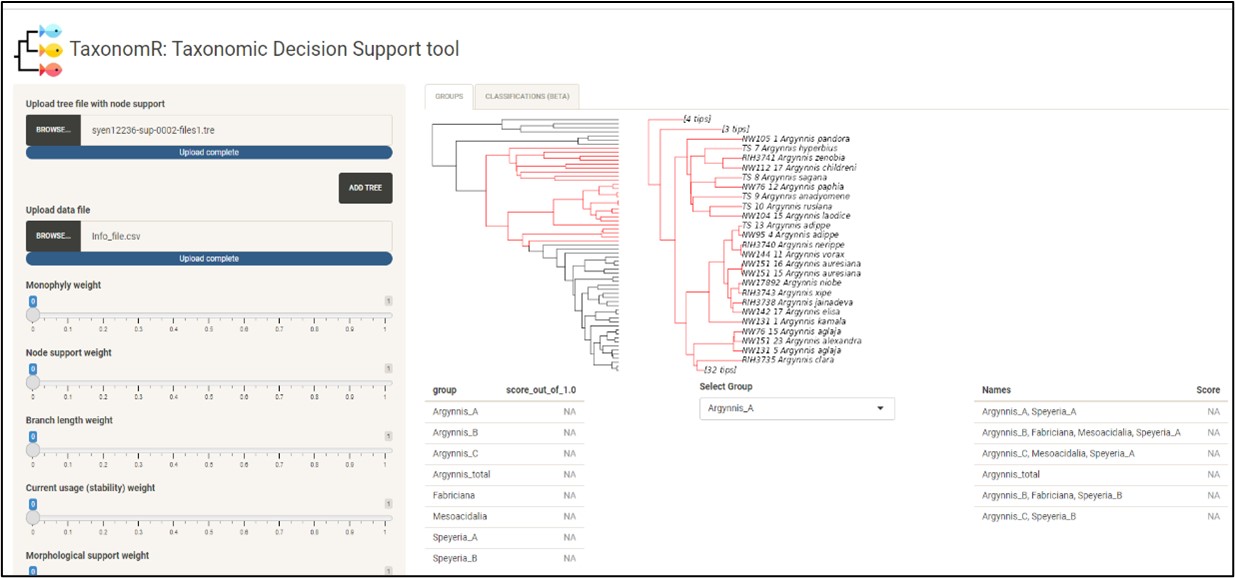 TaxonomR: Taxonomic Decision Support tool
Upload tree file with node support
BROWSE... syen12236-sup-0002-files1.tre
Upload complete
ADD TREE
Upload data file
BROWSE... Info_file.csv
Upload complete
Monophyly weight
0 1
0 0.1 0.2 0.3 0.4 0.5 0.6 0.7 0.8 0.9 1
Node support weight
0 1
0 0.1 0.2 0.3 0.4 0.5 0.6 0.7 0.8 0.9 1
Branch length weight
0 1
0 0.1 0.2 0.3 0.4 0.5 0.6 0.7 0.8 0.9 1
Current usage (stability) weight
0 1
0 0.1 0.2 0.3 0.4 0.5 0.6 0.7 0.8 0.9 1
Morphological support weight
0 1
GROUPS CLASSIFICATIONS (BETA)
[4 tips]
[3 tips]
NW105 1 Argynnis pandora
TS 7 Argynnis hyperbius
RIH3741 Argynnis zenobia
NW112 17 Argynnis childreni
TS 8 Argynnis sagana
NW76 12 Argynnis paphia
TS 9 Argynnis anadyomene
TS 10 Argynnis ruslana
NW104 15 Argynnis laodice
TS 13 Argynnis adippe
NW95 4 Argynnis adippe
RIH3740 Argynnis nerippe
NW144 11 Argynnis vorax
NW151 16 Argynnis auresiana
NW151 15 Argynnis auresiana
NW17892 Argynnis niobe
RIH3743 Argynnis xipe
RIH3738 Argynnis jainadeva
NW142 17 Argynnis elisa
NW131 1 Argynnis kamala
NW76 15 Argynnis aglaja
NW151 23 Argynnis alexandra
NW131 5 Argynnis aglaja
RIH3735 Argynnis clara
[32 tips]
group score_out_of_1.0
Argynnis_A NA
Argynnis_B NA
Argynnis_C NA
Argynnis_total NA
Fabriciana NA
Mesoacidalia NA
Speyeria_A NA
Speyeria_B NA
Select Group
Argynnis_A
Names Score
Argynnis_A, Speyeria_A NA
Argynnis_B, Fabriciana, Mesoacidalia, Speyeria_A NA
Argynnis_C, Mesoacidalia, Speyeria_A NA
Argynnis_total NA
Argynnis_B, Fabriciana, Speyeria_B NA
Argynnis_C, Speyeria_B NA